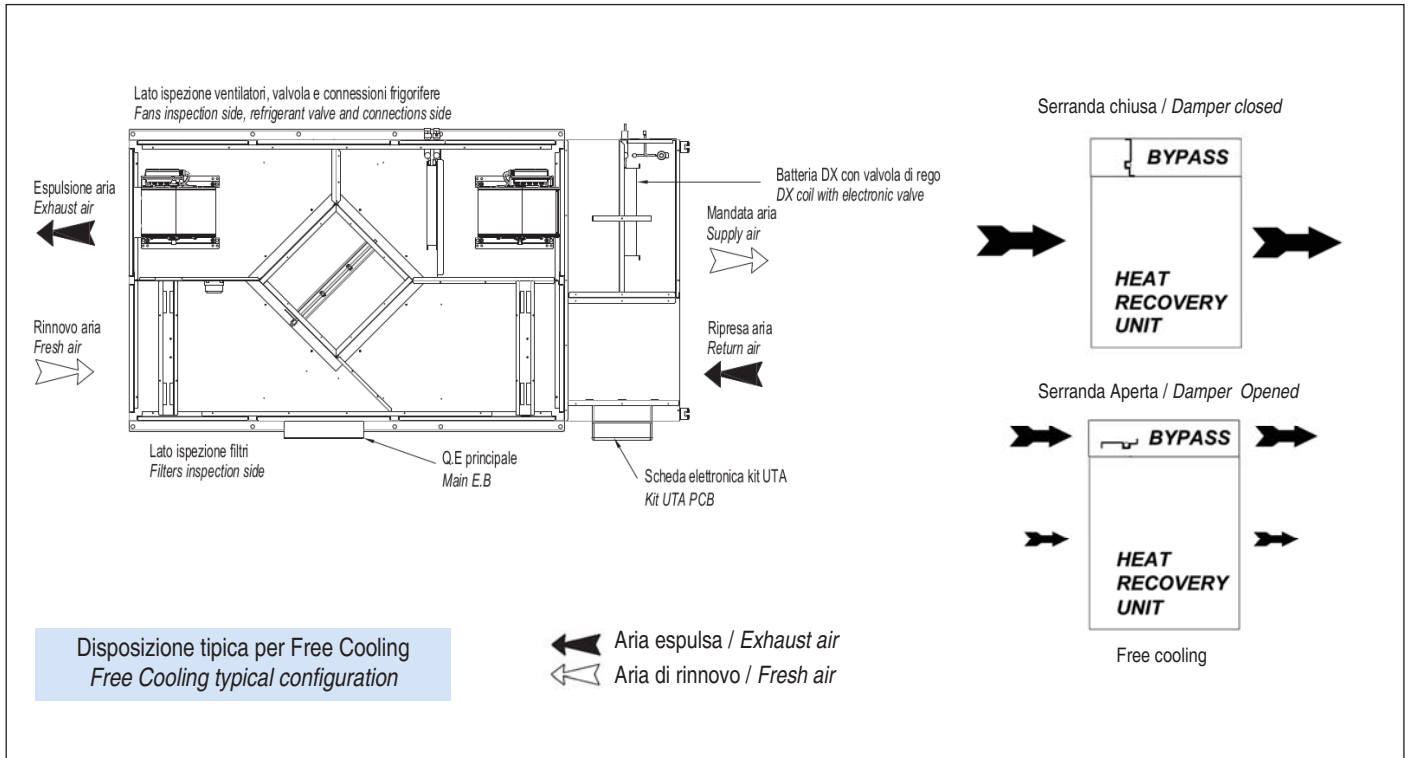 Lato ispezione ventilatori, valvola e connessioni frigorifere
Fans inspection side, refrigerant valve and connections side
Espulsione aria
Exhaust air
Rinnovo aria
Fresh air
Lato ispezione filtri
Filters inspection side
Q.E principale
Main E.B
Batteria DX con valvola di rego
DX coil with electronic valve
Mandata aria
Supply air
Ripresa aria
Return air
Scheda elettronica kit UTA
Kit UTA PCB
Serranda chiusa / Damper closed
BYPASS
HEAT
RECOVERY
UNIT
Serranda Aperta / Damper Opened
BYPASS
HEAT
RECOVERY
UNIT
Free cooling
Disposizione tipica per Free Cooling
Free Cooling typical configuration
Aria espulsa / Exhaust air
Aria di rinnovo / Fresh air